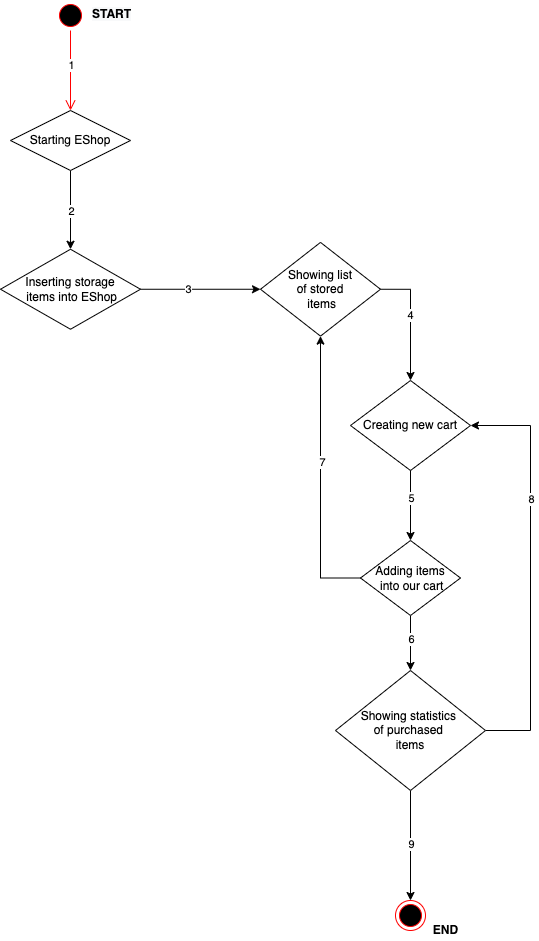 START
1
Starting EShop
2
Inserting storage
items into EShop
3
Showing list
of stored
items
4
Creating new cart
5
8
7
Adding items
into our cart
6
Showing statistics
of purchased
items
9
END